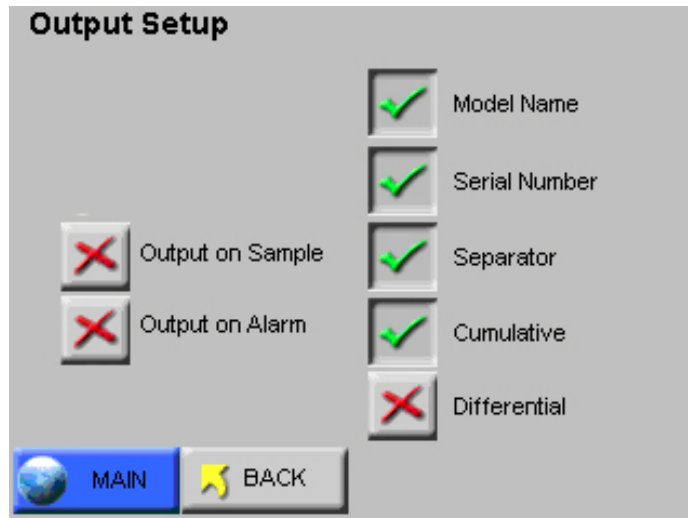 Output Setup
Model Name
Serial Number
Output on Sample
Separator
Output on Alarm
Cumulative
Differential
MAIN
BACK